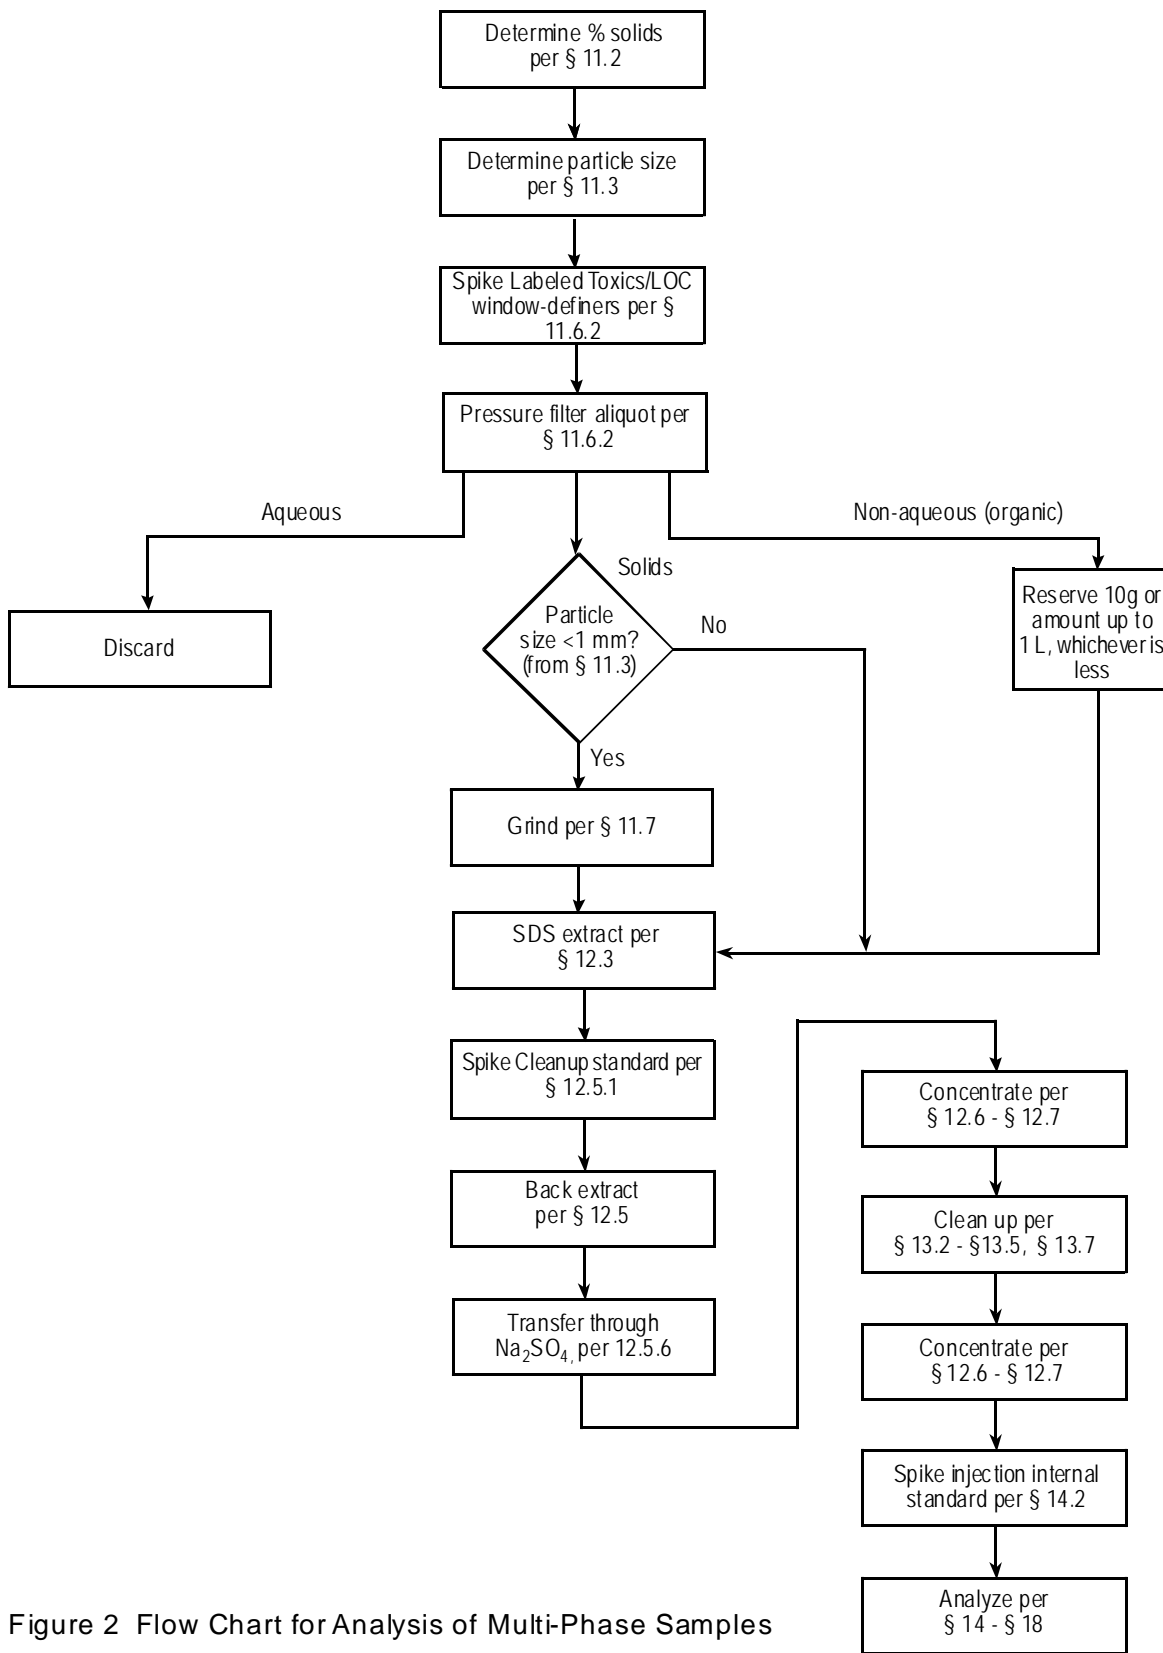 Determine % solids
per § 11.2
Determine particle size
per § 11.3
Spike Labeled Toxics/LOC
window-definers per §
11.6.2
Pressure filter aliquot per
§ 11.6.2
Aqueous
Non-aqueous (organic)
Solids
Discard
Particle
size <1 mm?
(from § 11.3)
No
Reserve 10g or
amount up to
1 L, whichever is
less
Yes
Grind per § 11.7
SDS extract per
§ 12.3
Spike Cleanup standard per
§ 12.5.1
Back extract
per § 12.5
Transfer through
Na₂SO₄, per 12.5.6
Concentrate per
§ 12.6 - § 12.7
Clean up per
§ 13.2 - §13.5, § 13.7
Concentrate per
§ 12.6 - § 12.7
Spike injection internal
standard per § 14.2
Analyze per
§ 14 - § 18
Figure 2 Flow Chart for Analysis of Multi-Phase Samples